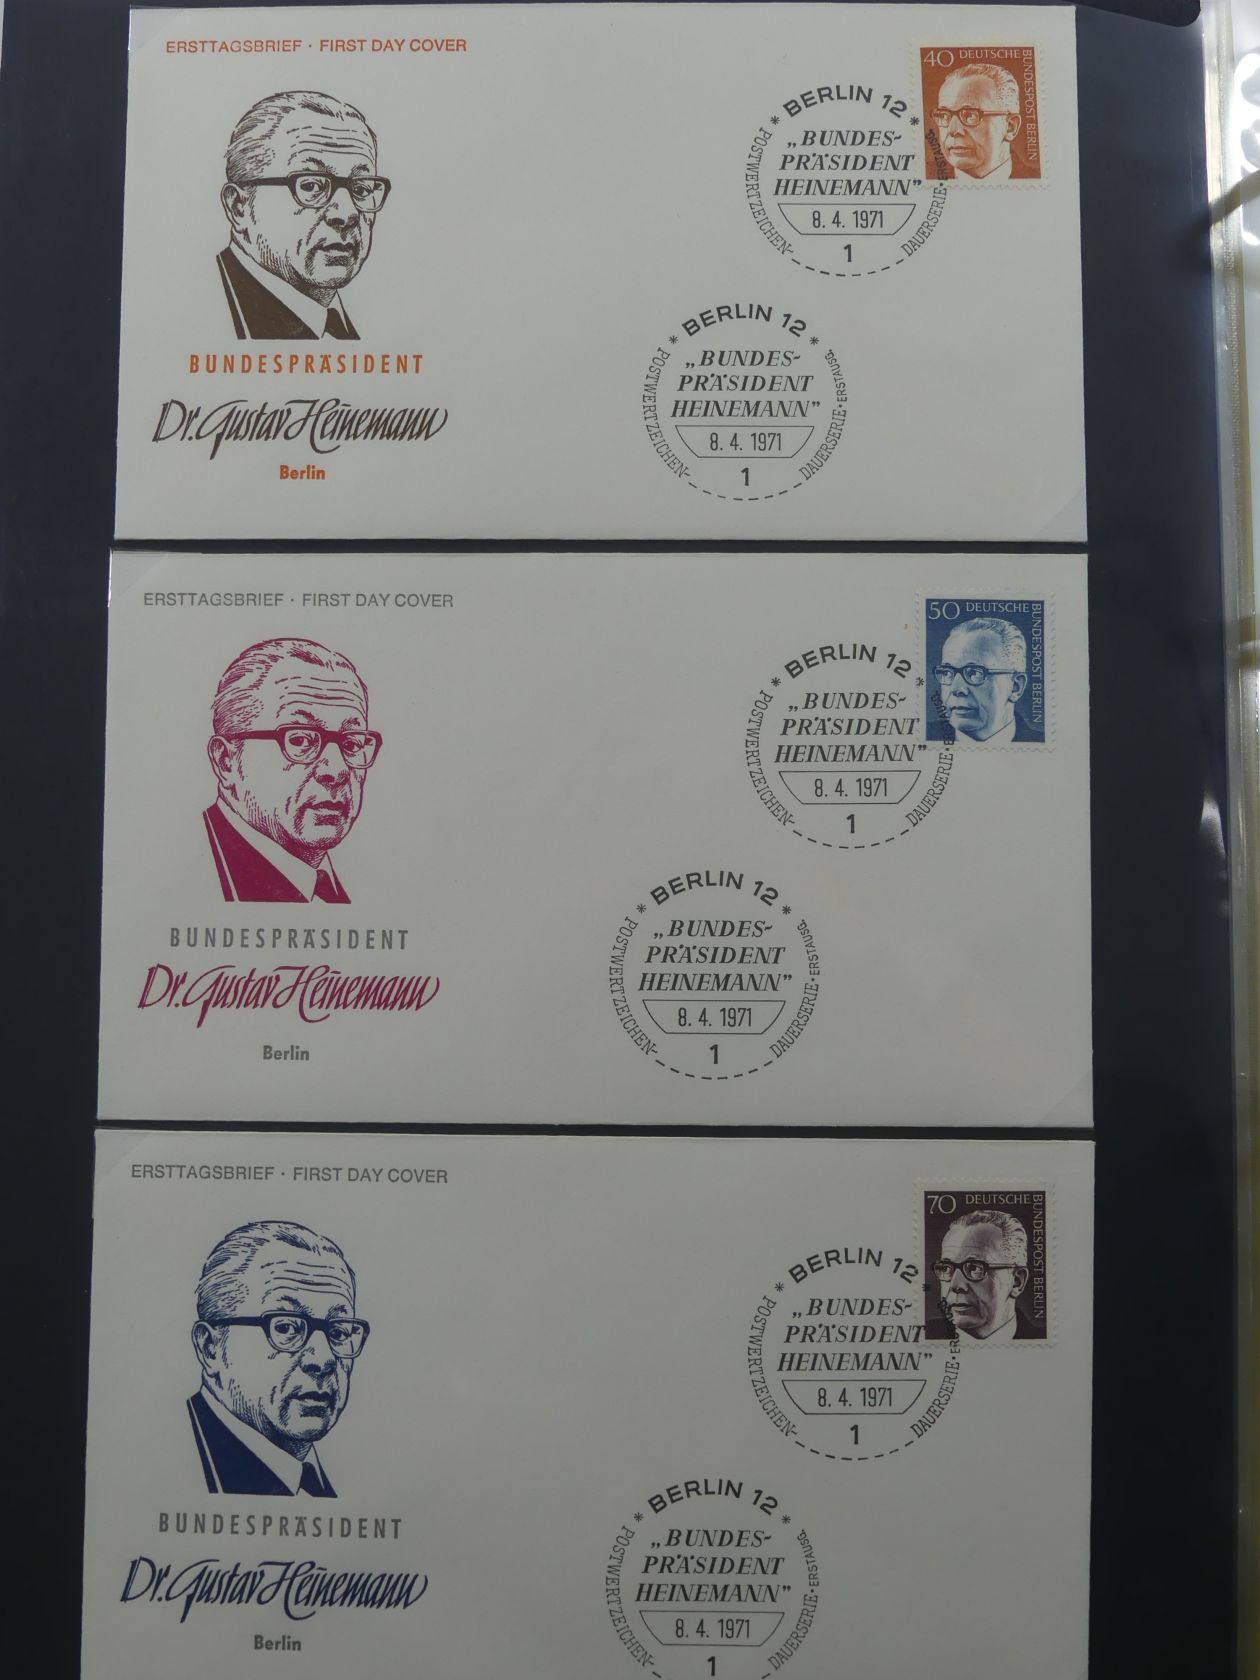 ERSTTAGSBRIEF · FIRST DAY COVER
BUNDESPRÄSIDENT
Dr. Gustav Heinemann
Berlin
40 DEUTSCHE
BUNDESPOST BERLIN
* BERLIN 12 *
„BUNDES-
PRÄSIDENT
HEINEMANN”
8. 4. 1971
1
POSTWERTZEICHEN- DAUERSERIE · ERSTAUSG.
* BERLIN 12 *
„BUNDES-
PRÄSIDENT
HEINEMANN”
8. 4. 1971
1
POSTWERTZEICHEN- DAUERSERIE · ERSTAUSG.
ERSTTAGSBRIEF · FIRST DAY COVER
BUNDESPRÄSIDENT
Dr. Gustav Heinemann
Berlin
50 DEUTSCHE
BUNDESPOST BERLIN
* BERLIN 12 *
„BUNDES-
PRÄSIDENT
HEINEMANN”
8. 4. 1971
1
POSTWERTZEICHEN- DAUERSERIE · ERSTAUSG.
* BERLIN 12 *
„BUNDES-
PRÄSIDENT
HEINEMANN”
8. 4. 1971
1
POSTWERTZEICHEN- DAUERSERIE · ERSTAUSG.
ERSTTAGSBRIEF · FIRST DAY COVER
BUNDESPRÄSIDENT
Dr. Gustav Heinemann
Berlin
70 DEUTSCHE
BUNDESPOST BERLIN
* BERLIN 12 *
„BUNDES-
PRÄSIDENT
HEINEMANN”
8. 4. 1971
1
POSTWERTZEICHEN- DAUERSERIE ·
* BERLIN 12 *
„BUNDES-
PRÄSIDENT
HEINEMANN”
8. 4. 1971
1
POSTWERTZEICHEN- DAUERSERIE · ERSTAUSG.